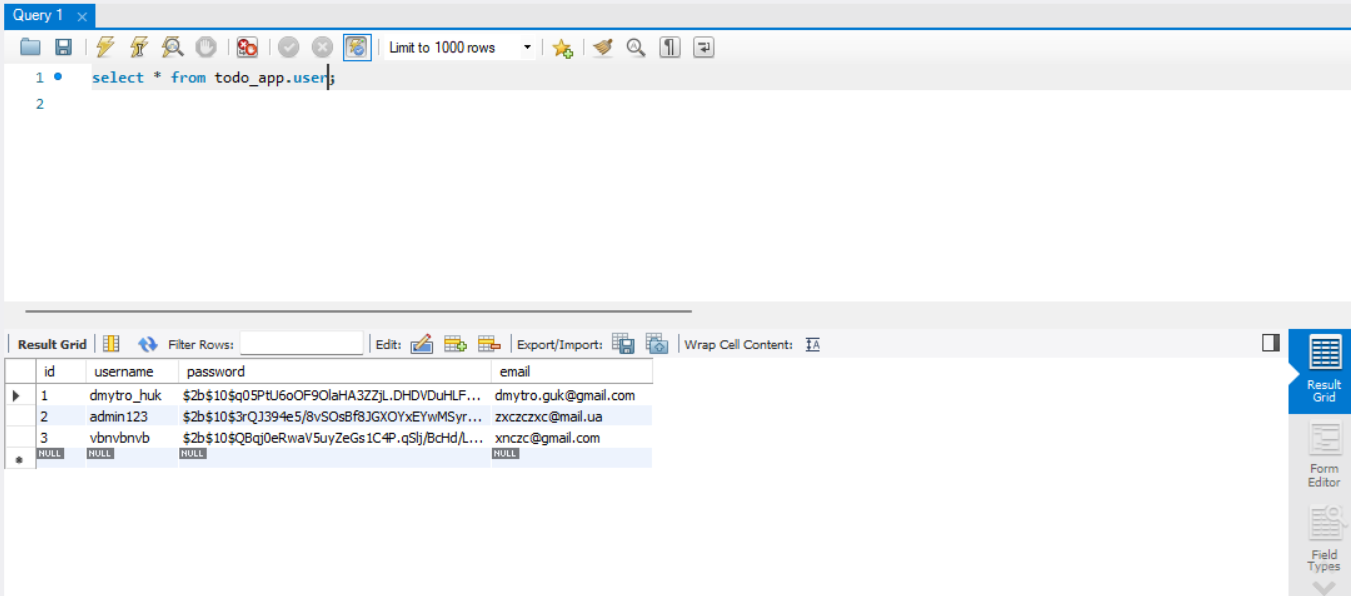 Query 1
Limit to 1000 rows
1 select * from todo_app.user;
2
Result Grid Filter Rows: Edit: Export/Import: Wrap Cell Content:
id username password email
1 dmytro_huk $2b$10$q05PtU6oOF9OlaHA3ZZjL.DHDVDuHLF... dmytro.guk@gmail.com
2 admin123 $2b$10$3rQJ394e5/8vSOsBf8JGXOYxEYwMSyr... zxczczxc@mail.ua
3 vbnvbnvb $2b$10$QBqj0eRwaV5uyZeGs1C4P.qSlj/BcHd/L... xnczc@gmail.com
NULL NULL NULL NULL
Result
Grid
Form
Editor
Field
Types